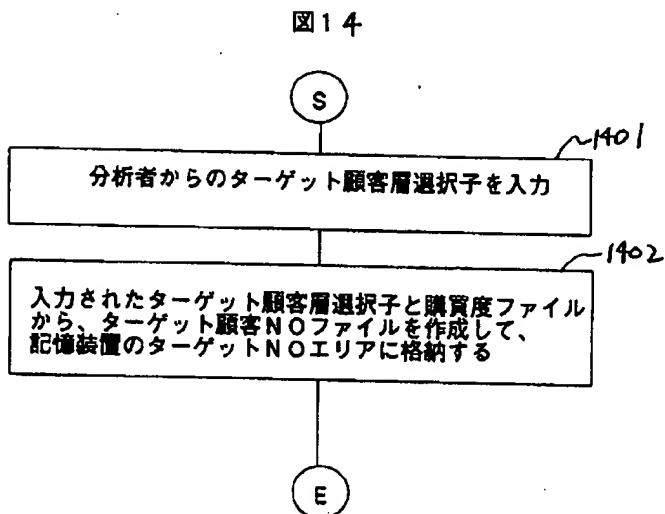 図14
S
1401
分析者からのターゲット顧客層選択子を入力
1402
入力されたターゲット顧客層選択子と購買度ファイル
から、ターゲット顧客NOファイルを作成して、
記憶装置のターゲットNOエリアに格納する
E